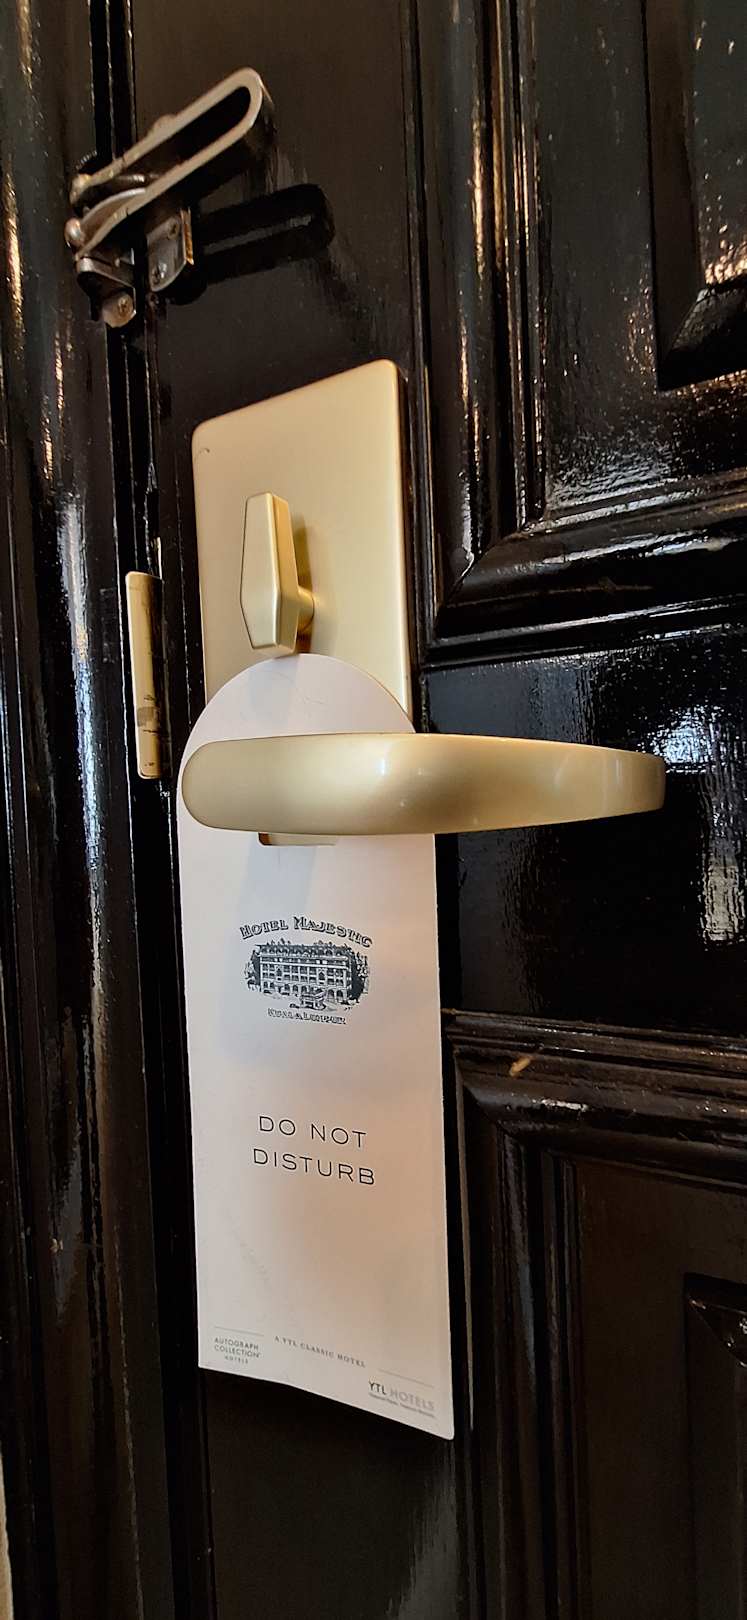 HOTEL MAJESTIC
KUALA LUMPUR
DO NOT
DISTURB
A YTL CLASSIC HOTEL
AUTOGRAPH
COLLECTION
HOTELS
YTL HOTELS